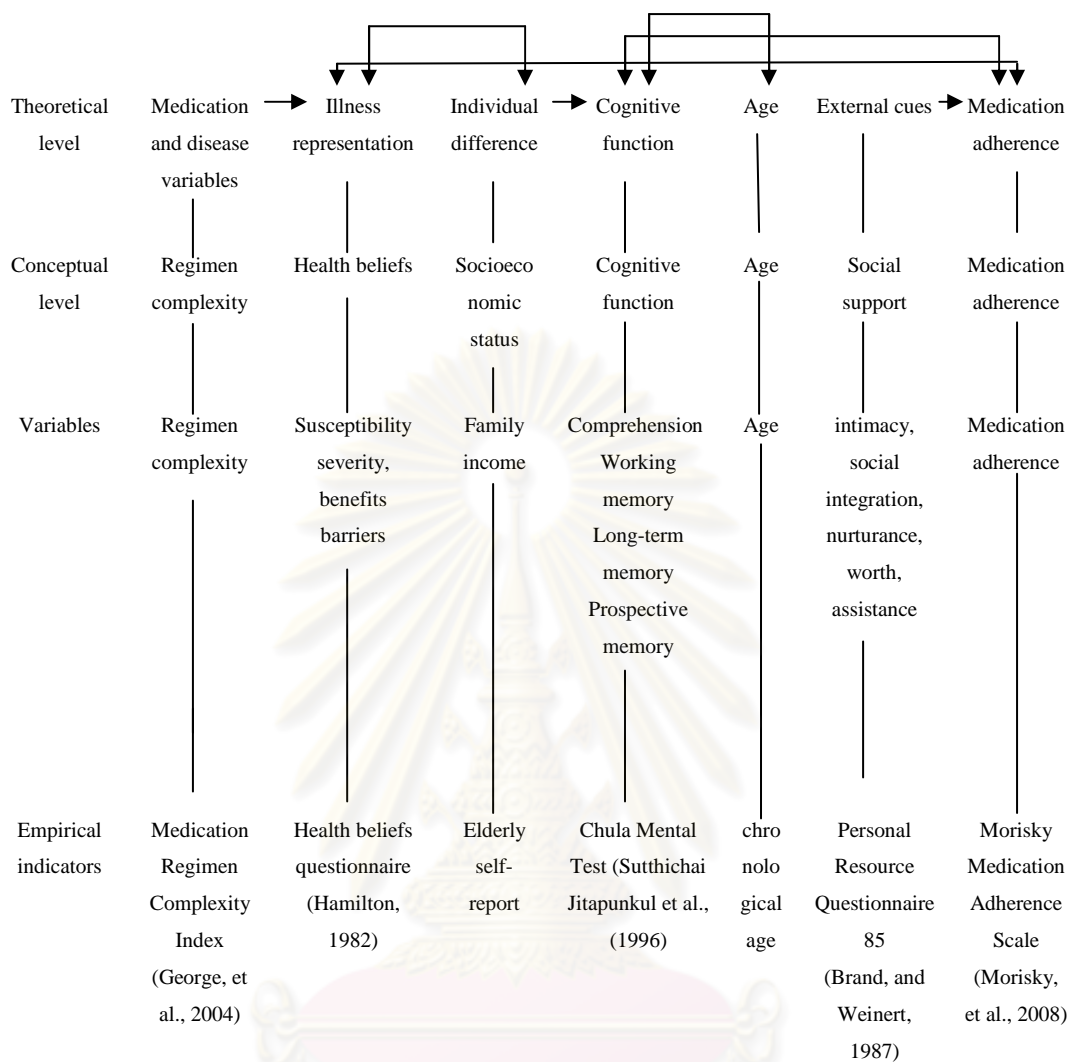 Theoretical level
Medication and disease variables
Illness representation
Individual difference
Cognitive function
Age
External cues
Medication adherence
Conceptual level
Regimen complexity
Health beliefs
Socioeco
nomic
status
Cognitive function
Age
Social support
Medication adherence
Variables
Regimen complexity
Susceptibility
severity,
benefits
barriers
Family income
Comprehension
Working
memory
Long-term
memory
Prospective
memory
Age
intimacy,
social
integration,
nurturance,
worth,
assistance
Medication adherence
Empirical indicators
Medication
Regimen
Complexity
Index
(George, et
al., 2004)
Health beliefs
questionnaire
(Hamilton,
1982)
Elderly
self-
report
Chula Mental
Test (Sutthichai
Jitapunkul et al.,
(1996)
chro
nolo
gical
age
Personal
Resource
Questionnaire
85
(Brand, and
Weinert,
1987)
Morisky
Medication
Adherence
Scale
(Morisky,
et al., 2008)